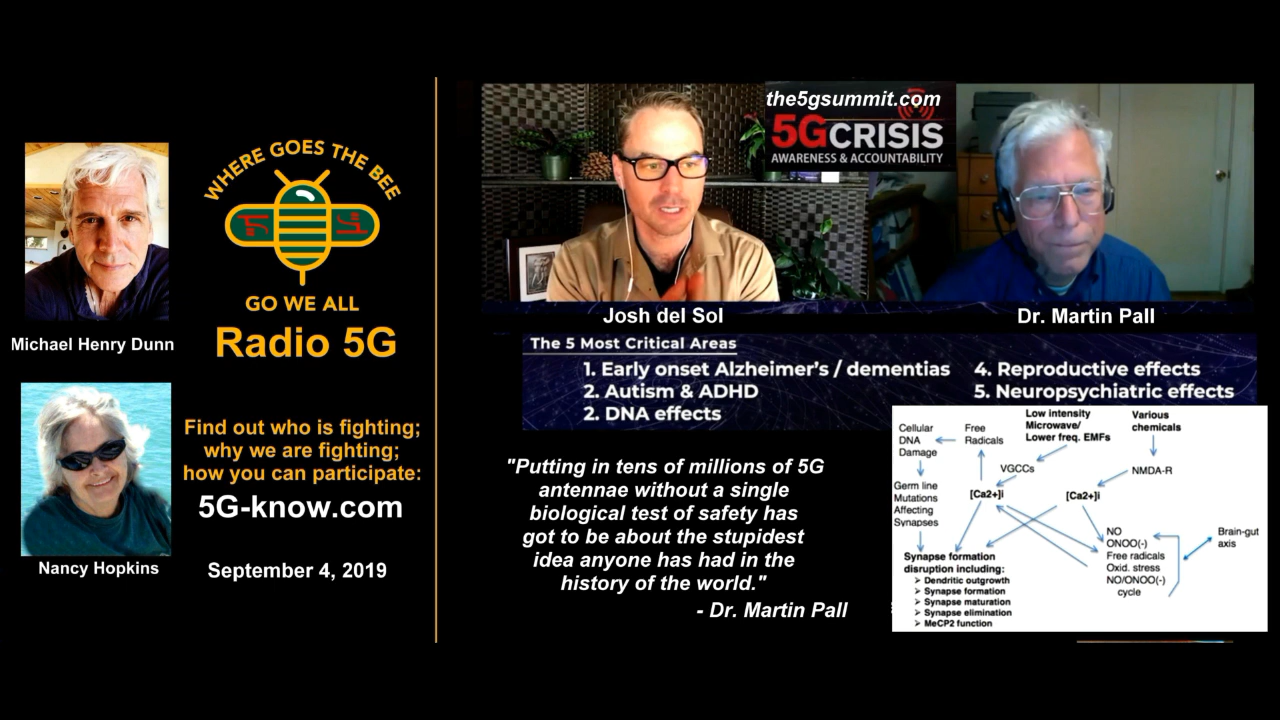 WHERE GOES THE BEE
GO WE ALL
Radio 5G
Michael Henry Dunn
Nancy Hopkins
Find out who is fighting;
why we are fighting;
how you can participate:
5G-know.com
September 4, 2019
the5gsummit.com
5G CRISIS
AWARENESS & ACCOUNTABILITY
Josh del Sol
Dr. Martin Pall
The 5 Most Critical Areas
1. Early onset Alzheimer's / dementias
2. Autism & ADHD
2. DNA effects
4. Reproductive effects
5. Neuropsychiatric effects
"Putting in tens of millions of 5G
antennae without a single
biological test of safety has
got to be about the stupidest
idea anyone has had in the
history of the world."
- Dr. Martin Pall
Cellular
DNA
Damage
Free
Radicals
Low intensity
Microwave/
Lower freq. EMFs
Various
chemicals
VGCCs
NMDA-R
Germ line
Mutations
Affecting
Synapses
[Ca2+]i
[Ca2+]i
NO
ONOO(-)
Free radicals
Oxid. stress
NO/ONOO(-)
cycle
Brain-gut
axis
Synapse formation
disruption including:
➢ Dendritic outgrowth
➢ Synapse formation
➢ Synapse maturation
➢ Synapse elimination
➢ MeCP2 function